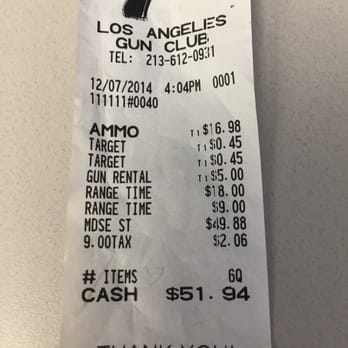 LOS ANGELES
GUN CLUB
TEL: 213-612-0931
12/07/2014 4:04PM 0001
111111#0040
AMMO T1 $16.98
TARGET T1 $0.45
TARGET T1 $0.45
GUN RENTAL T1 $5.00
RANGE TIME $18.00
RANGE TIME $9.00
MDSE ST $49.88
9.00TAX $2.06
# ITEMS 6Q
CASH $51.94
THANK YOU!